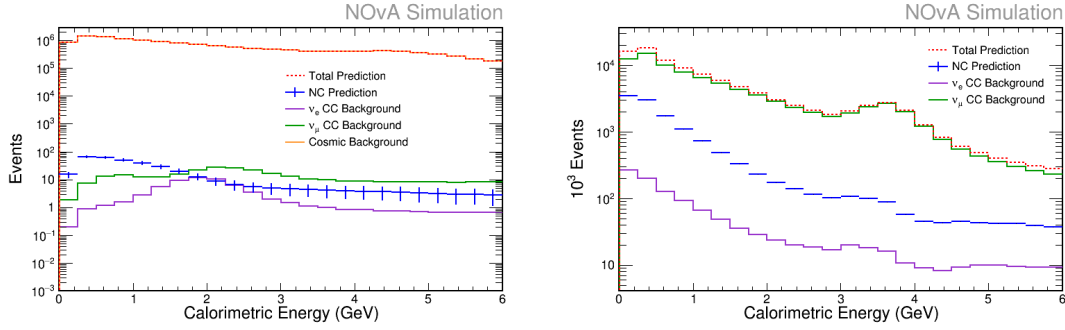 NOvA Simulation
Events
10⁶
10⁵
10⁴
10³
10²
10
1
10⁻¹
10⁻²
10⁻³
Total Prediction
NC Prediction
νe CC Background
νμ CC Background
Cosmic Background
0 1 2 3 4 5 6
Calorimetric Energy (GeV)
NOvA Simulation
10³ Events
10⁴
10³
10²
10
Total Prediction
NC Prediction
νe CC Background
νμ CC Background
0 1 2 3 4 5 6
Calorimetric Energy (GeV)